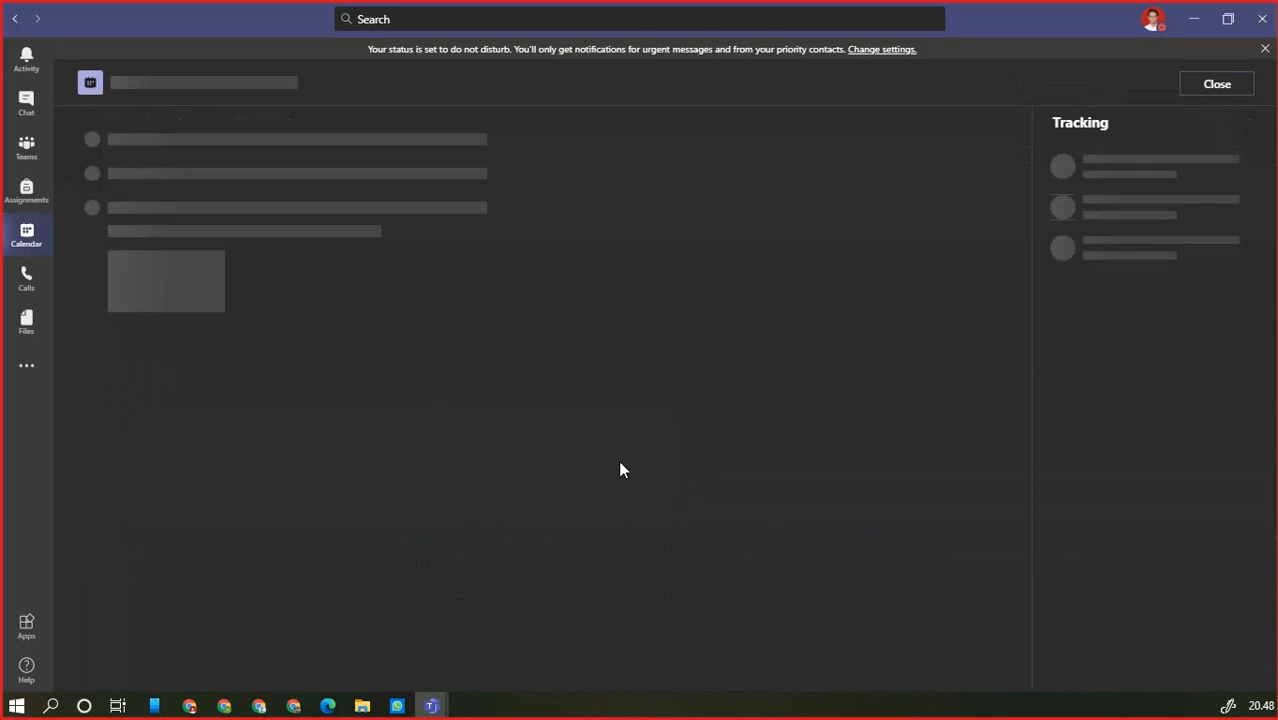 Search
Your status is set to do not disturb. You'll only get notifications for urgent messages and from your priority contacts. Change settings.
Activity
Chat
Teams
Assignments
Calendar
Calls
Files
Apps
Help
Close
Tracking
20.48